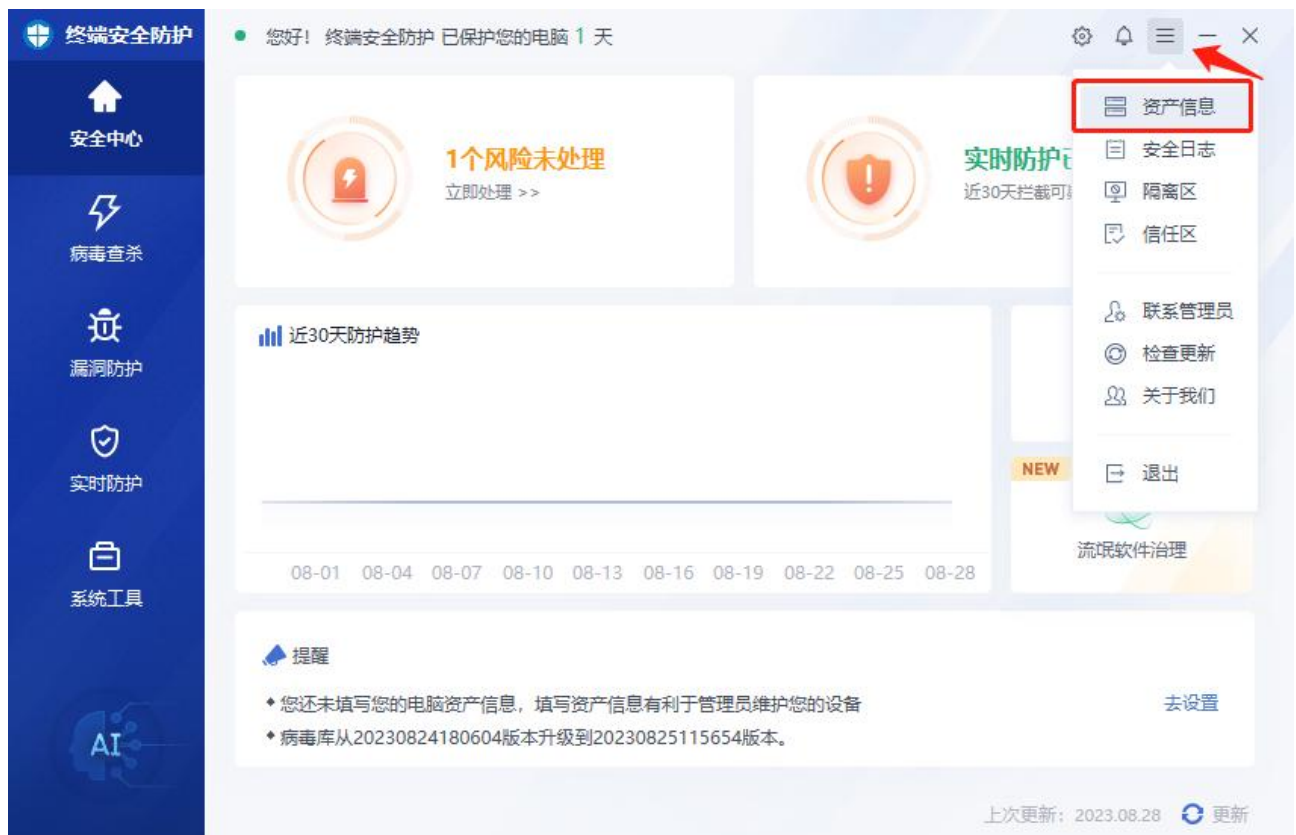 终端安全防护
您好！终端安全防护 已保护您的电脑 1 天
安全中心
病毒查杀
漏洞防护
实时防护
系统工具
AI
1个风险未处理
立即处理 >>
实时防护已
近30天拦截可
资产信息
安全日志
隔离区
信任区
联系管理员
检查更新
关于我们
退出
近30天防护趋势
08-01 08-04 08-07 08-10 08-13 08-16 08-19 08-22 08-25 08-28
NEW
流氓软件治理
提醒
您还未填写您的电脑资产信息，填写资产信息有利于管理员维护您的设备 去设置
病毒库从20230824180604版本升级到20230825115654版本。
上次更新：2023.08.28 更新